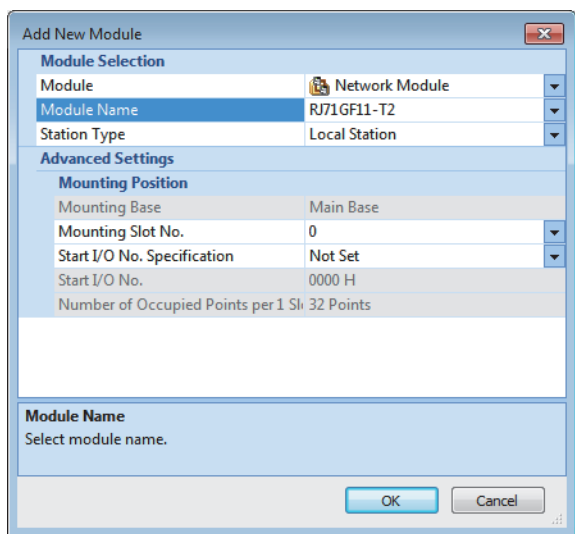 Add New Module
Module Selection
Module Network Module
Module Name RJ71GF11-T2
Station Type Local Station
Advanced Settings
Mounting Position
Mounting Base Main Base
Mounting Slot No. 0
Start I/O No. Specification Not Set
Start I/O No. 0000 H
Number of Occupied Points per 1 Sl 32 Points
Module Name
Select module name.
OK Cancel